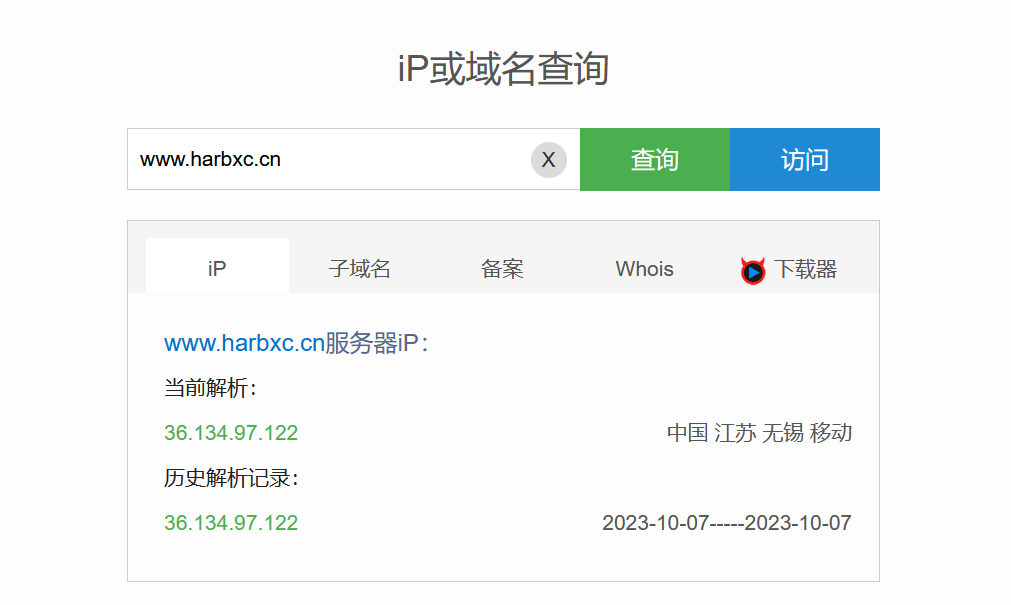 iP或域名查询
www.harbxc.cn X 查询 访问
iP 子域名 备案 Whois 下载器
www.harbxc.cn服务器iP：
当前解析：
36.134.97.122 中国 江苏 无锡 移动
历史解析记录：
36.134.97.122 2023-10-07-----2023-10-07